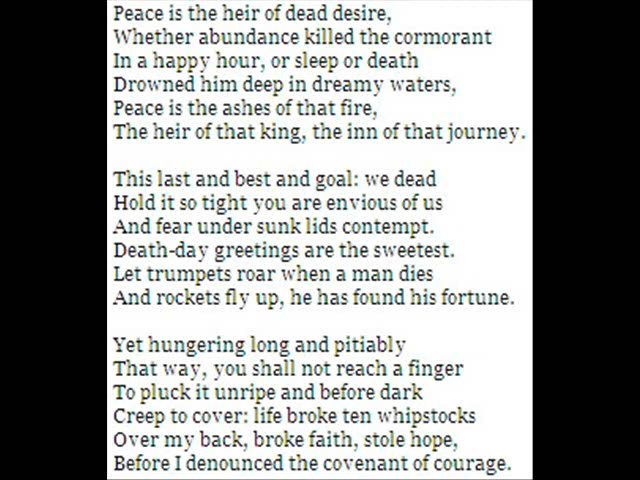 Peace is the heir of dead desire,
Whether abundance killed the cormorant
In a happy hour, or sleep or death
Drowned him deep in dreamy waters,
Peace is the ashes of that fire,
The heir of that king, the inn of that journey.
This last and best and goal: we dead
Hold it so tight you are envious of us
And fear under sunk lids contempt.
Death-day greetings are the sweetest.
Let trumpets roar when a man dies
And rockets fly up, he has found his fortune.
Yet hungering long and pitiably
That way, you shall not reach a finger
To pluck it unripe and before dark
Creep to cover: life broke ten whipstocks
Over my back, broke faith, stole hope,
Before I denounced the covenant of courage.